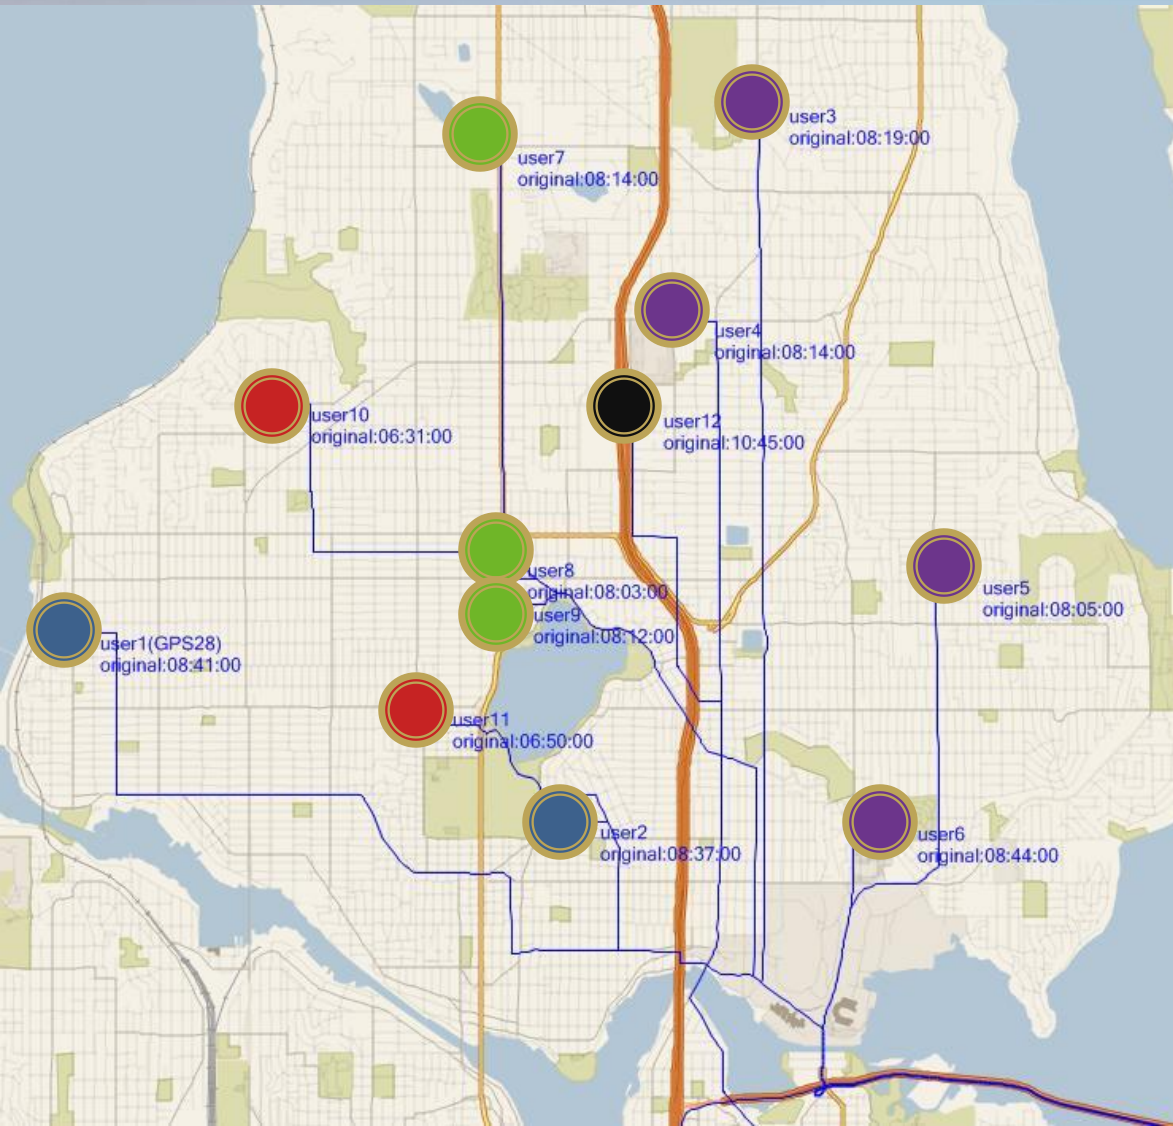 user3
original:08:19:00
user7
original:08:14:00
user4
original:08:14:00
user10
original:06:31:00
user12
original:10:45:00
user8
original:08:03:00
user5
original:08:05:00
user9
original:08:12:00
user1(GPS28)
original:08:41:00
user11
original:06:50:00
user2
original:08:37:00
user6
original:08:44:00